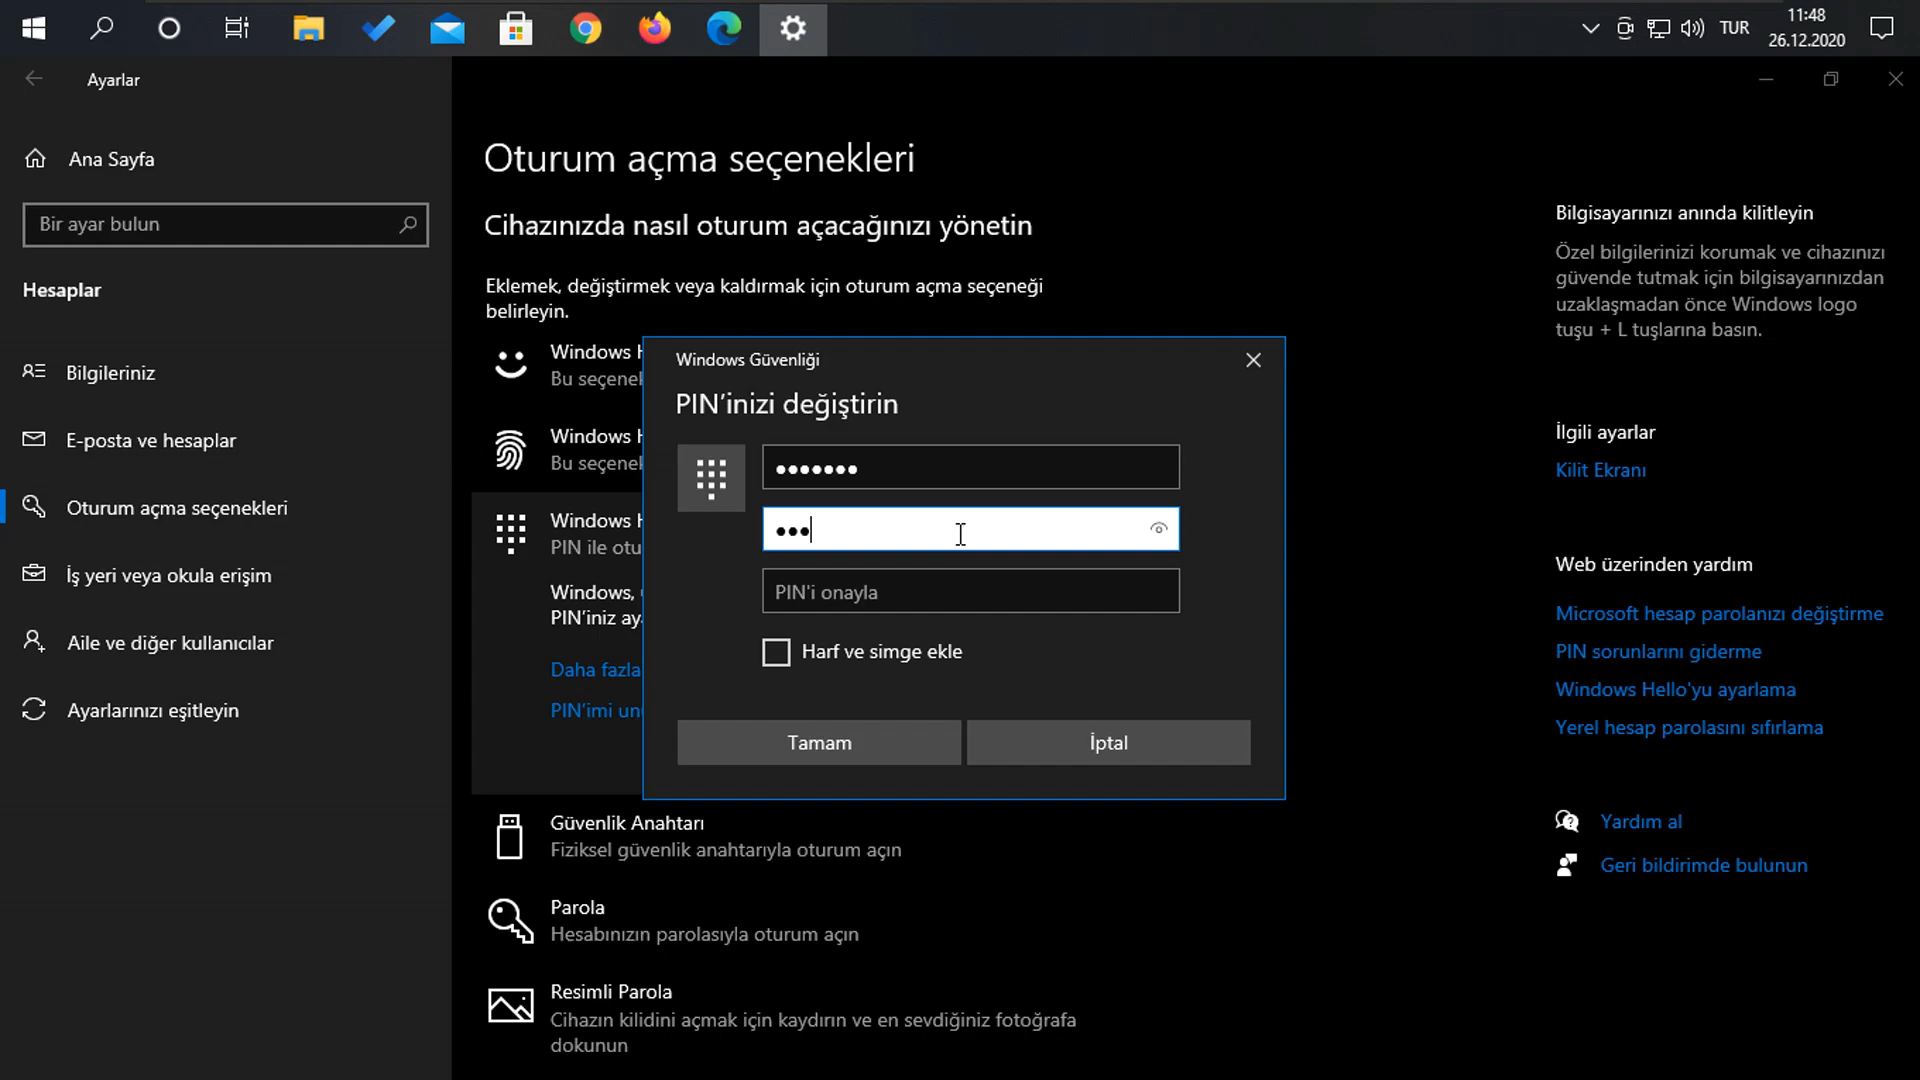 TUR
11:48
26.12.2020
Ayarlar
Ana Sayfa
Bir ayar bulun
Hesaplar
Bilgileriniz
E-posta ve hesaplar
Oturum açma seçenekleri
İş yeri veya okula erişim
Aile ve diğer kullanıcılar
Ayarlarınızı eşitleyin
Oturum açma seçenekleri
Cihazınızda nasıl oturum açacağınızı yönetin
Eklemek, değiştirmek veya kaldırmak için oturum açma seçeneği
belirleyin.
Windows
Bu seçenek
Windows
Bu seçenek
Windows
PIN ile otu
Windows,
PIN'iniz aya
Daha fazla
PIN'imi unu
Windows Güvenliği
PIN'inizi değiştirin
PIN'i onayla
Harf ve simge ekle
Tamam
İptal
Güvenlik Anahtarı
Fiziksel güvenlik anahtarıyla oturum açın
Parola
Hesabınızın parolasıyla oturum açın
Resimli Parola
Cihazın kilidini açmak için kaydırın ve en sevdiğiniz fotoğrafa
dokunun
Bilgisayarınızı anında kilitleyin
Özel bilgilerinizi korumak ve cihazınızı
güvende tutmak için bilgisayarınızdan
uzaklaşmadan önce Windows logo
tuşu + L tuşlarına basın.
İlgili ayarlar
Kilit Ekranı
Web üzerinden yardım
Microsoft hesap parolanızı değiştirme
PIN sorunlarını giderme
Windows Hello'yu ayarlama
Yerel hesap parolasını sıfırlama
Yardım al
Geri bildirimde bulunun